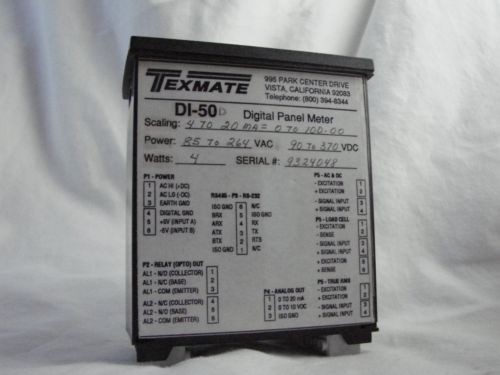 TEXMATE
995 PARK CENTER DRIVE
VISTA, CALIFORNIA 92083
Telephone: (800) 394-8344
DI-50D Digital Panel Meter
Scaling: 4 TO 20 MA = 0 TO 100.00
Power: 85 TO 264 VAC 90 TO 370 VDC
Watts: 4 SERIAL #: 9324048
P1 - POWER
1 AC HI (+DC)
2 AC LO (-DC)
3 EARTH GND
4 DIGITAL GND
5 +5V (INPUT A)
6 -5V (INPUT B)
P2 - RELAY (OPTO) OUT
AL1 - N/O (COLLECTOR) 1
AL1 - N/C (BASE) 2
AL1 - COM (EMITTER) 3
AL2 - N/O (COLLECTOR) 4
AL2 - N/C (BASE) 5
AL2 - COM (EMITTER) 6
RS485 - P3 - RS-232
ISO GND 6 N/C
BRX 5 ISO GND
ARX 4 RX
ATX 3 TX
BTX 2 RTS
ISO GND 1 N/C
P4 - ANALOG OUT
1 0 TO 20 mA
2 0 TO 10 VDC
3 ISO GND
P5 - AC & DC
+ EXCITATION 1
- EXCITATION 2
- SIGNAL INPUT 3
+ SIGNAL INPUT 4
P5 - LOAD CELL
- EXCITATION 1
- SENSE 2
- SIGNAL INPUT 3
+ SIGNAL INPUT 4
+ EXCITATION 5
+ SENSE 6
P5 - TRUE RMS
+ EXCITATION 1
- EXCITATION 2
- SIGNAL INPUT 3
+ SIGNAL INPUT 4